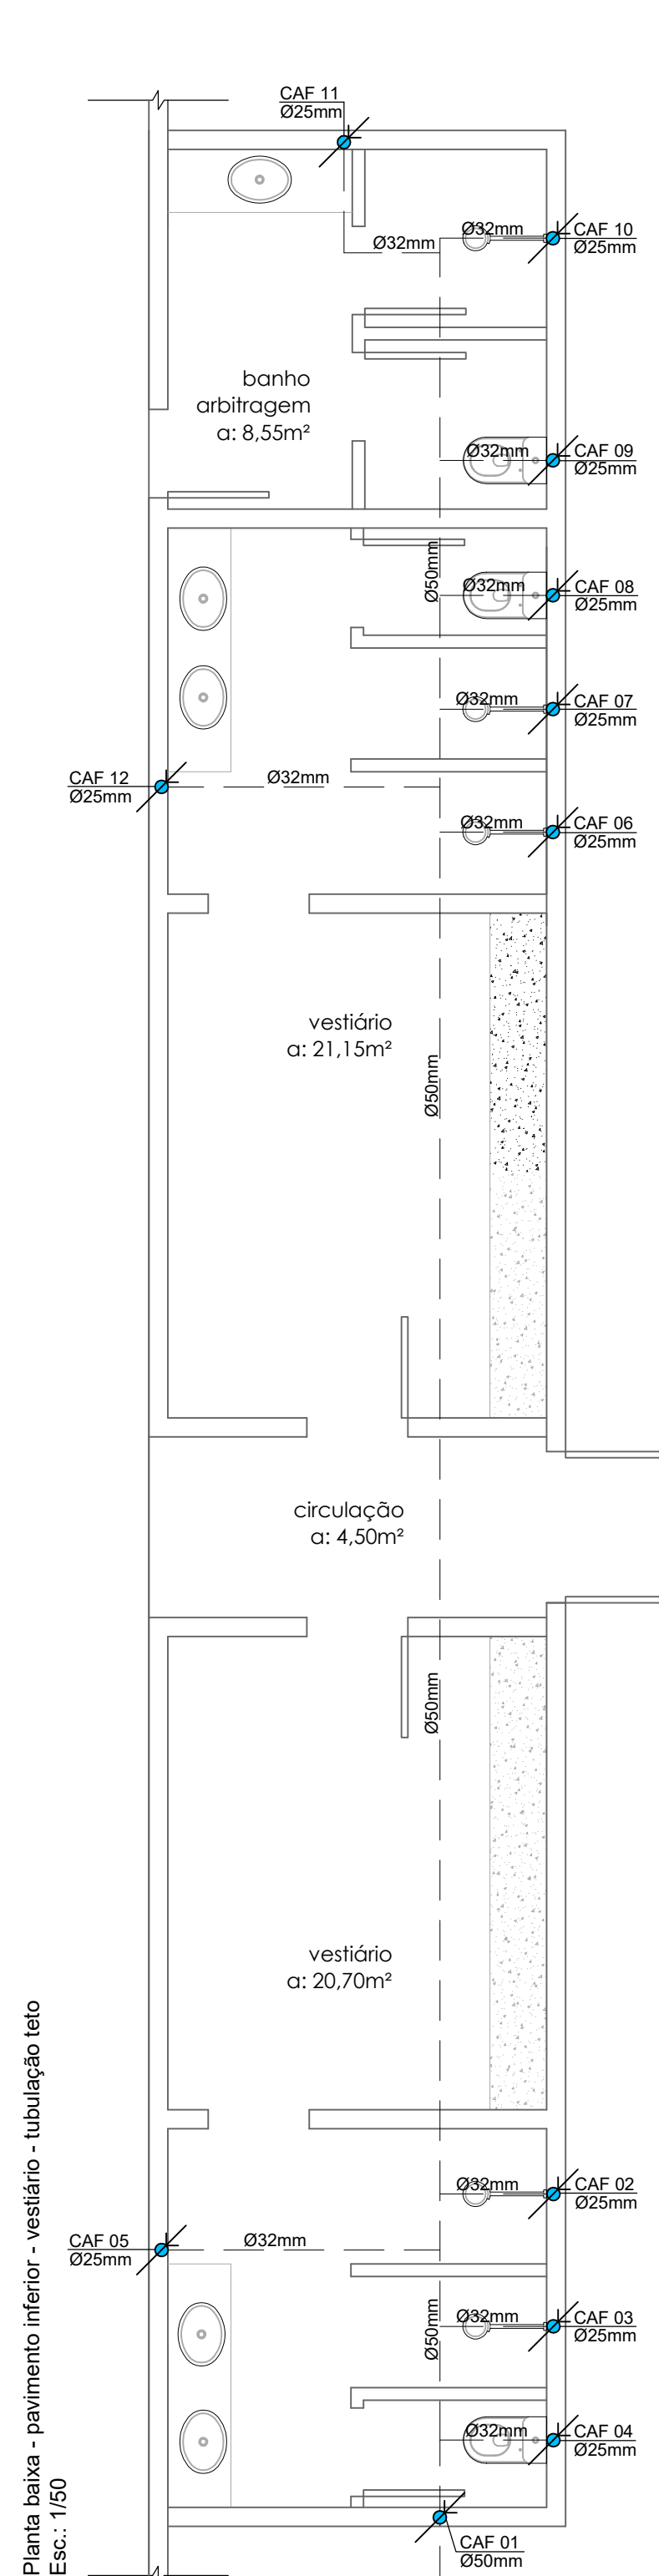 CAF 11
Ø25mm
Ø32mm
Ø32mm
CAF 10
Ø25mm
banho
arbitragem
a: 8,55m²
Ø32mm
CAF 09
Ø25mm
Ø50mm
Ø32mm
CAF 08
Ø25mm
Ø32mm
CAF 07
Ø25mm
CAF 12
Ø25mm
Ø32mm
Ø32mm
CAF 06
Ø25mm
vestiário
a: 21,15m²
Ø50mm
circulação
a: 4,50m²
Ø50mm
vestiário
a: 20,70m²
Ø32mm
CAF 02
Ø25mm
CAF 05
Ø25mm
Ø32mm
Ø50mm
Ø32mm
CAF 03
Ø25mm
Ø32mm
CAF 04
Ø25mm
CAF 01
Ø50mm
Planta baixa - pavimento inferior - vestiário - tubulação teto
Esc.: 1/50